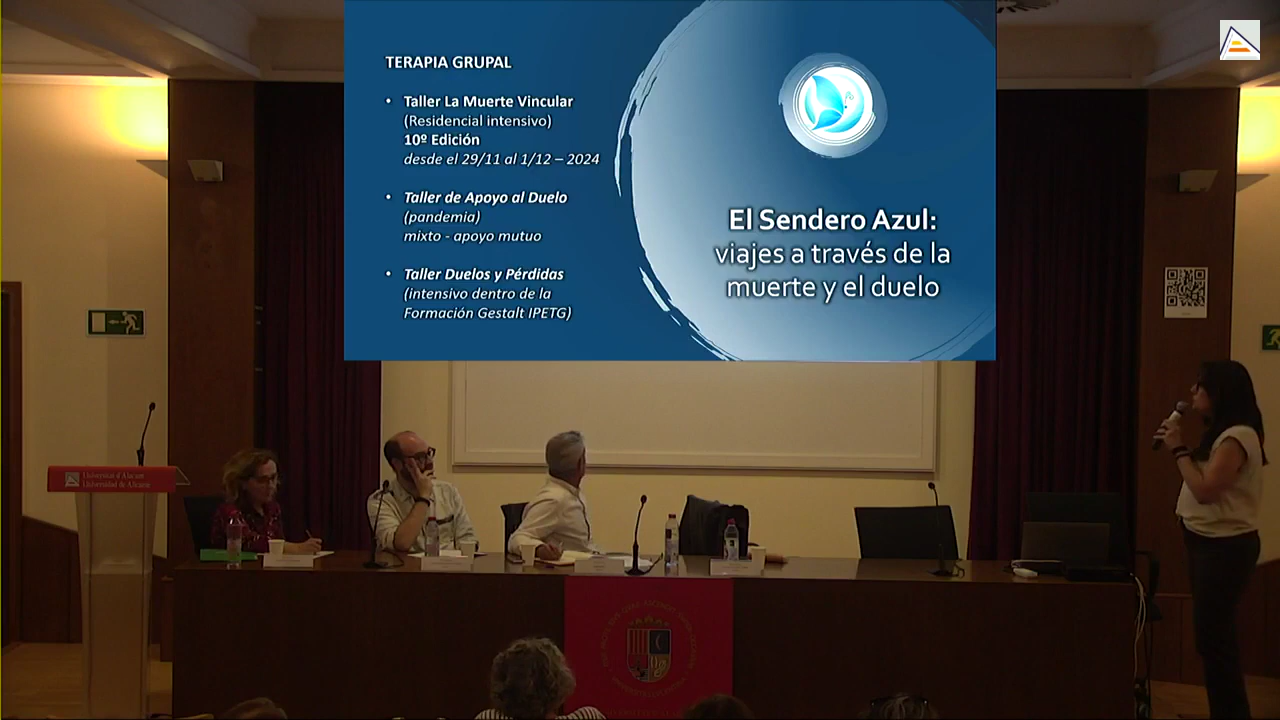 TERAPIA GRUPAL
• Taller La Muerte Vincular
(Residencial intensivo)
10º Edición
desde el 29/11 al 1/12 – 2024
• Taller de Apoyo al Duelo
(pandemia)
mixto - apoyo mutuo
• Taller Duelos y Pérdidas
(intensivo dentro de la
Formación Gestalt IPETG)
El Sendero Azul:
viajes a través de la
muerte y el duelo
Universitat d'Alacant
Universidad de Alicante